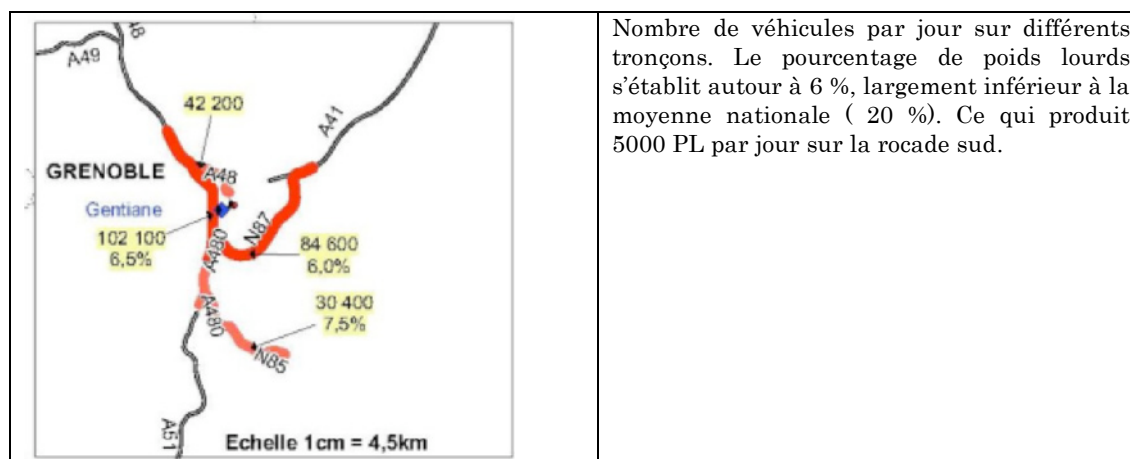 48
A49
A41
42 200
GRENOBLE
A48
Gentiane
N87
102 100
6,5%
A480
84 600
6,0%
30 400
7,5%
A480
N85
A51
Echelle 1cm = 4,5km
Nombre de véhicules par jour sur différents
tronçons. Le pourcentage de poids lourds
s’établit autour à 6 %, largement inférieur à la
moyenne nationale ( 20 %). Ce qui produit
5000 PL par jour sur la rocade sud.